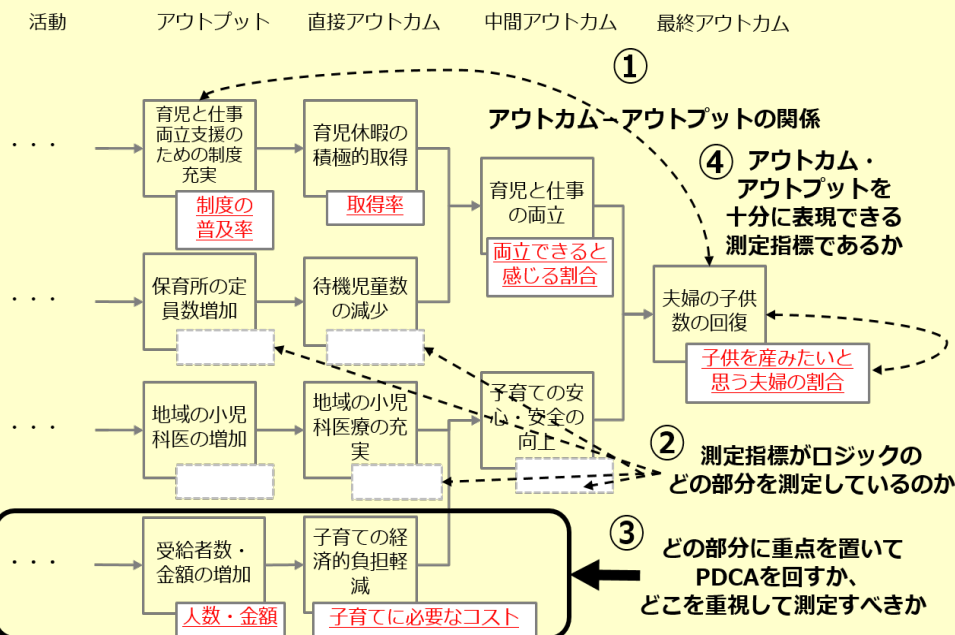 活動
アウトプット
直接アウトカム
中間アウトカム
最終アウトカム
①
アウトカム－アウトプットの関係
・・・
育児と仕事
両立支援の
ための制度
充実
制度の
普及率
育児休暇の
積極的取得
取得率
育児と仕事
の両立
両立できると
感じる割合
④
アウトカム・
アウトプットを
十分に表現できる
測定指標であるか
・・・
保育所の定
員数増加
待機児童数
の減少
夫婦の子供
数の回復
子供を産みたいと
思う夫婦の割合
・・・
地域の小児
科医の増加
地域の小児
科医療の充
実
子育ての安
心・安全の
向上
②
測定指標がロジックの
どの部分を測定しているのか
・・・
受給者数・
金額の増加
人数・金額
子育ての経
済的負担軽
減
子育てに必要なコスト
③
どの部分に重点を置いて
PDCAを回すか、
どこを重視して測定すべきか